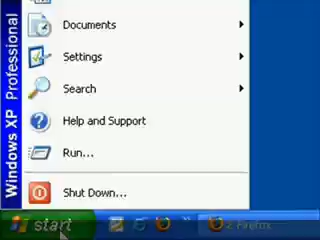 Windows XP Professional
Documents
Settings
Search
Help and Support
Run...
Shut Down...
start
2 Firefox